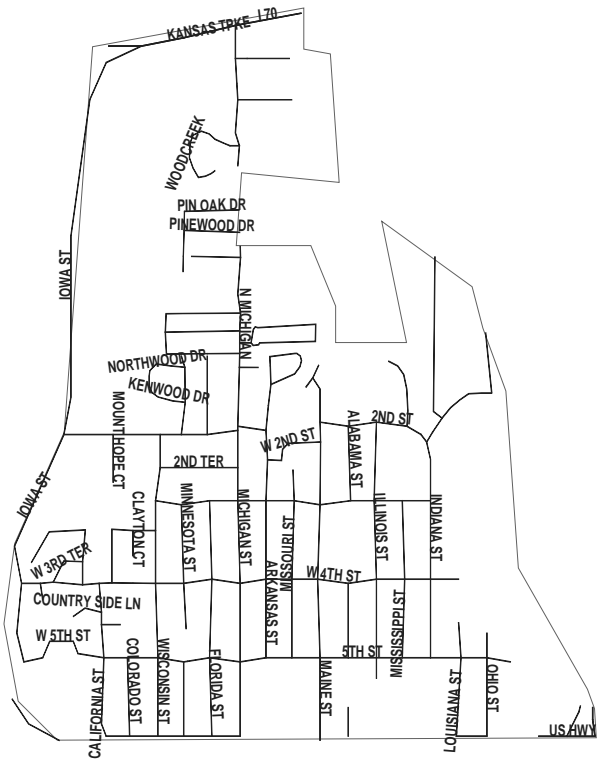 KANSAS TPKE I 70
WOODCREEK
PIN OAK DR
PINEWOOD DR
IOWA ST
N MICHIGAN
NORTHWOOD DR
KENWOOD DR
MOUNT HOPE CT
2ND ST
ALABAMA ST
W 2ND ST
2ND TER
IOWA ST
CLAYTON CT
MINNESOTA ST
MICHIGAN ST
MISSOURI ST
ILLINOIS ST
INDIANA ST
W 3RD TER
ARKANSAS ST
W 4TH ST
COUNTRY SIDE LN
MISSISSIPPI ST
W 5TH ST
5TH ST
CALIFORNIA ST
COLORADO ST
WISCONSIN ST
FLORIDA ST
MAINE ST
LOUISIANA ST
OHIO ST
US HWY